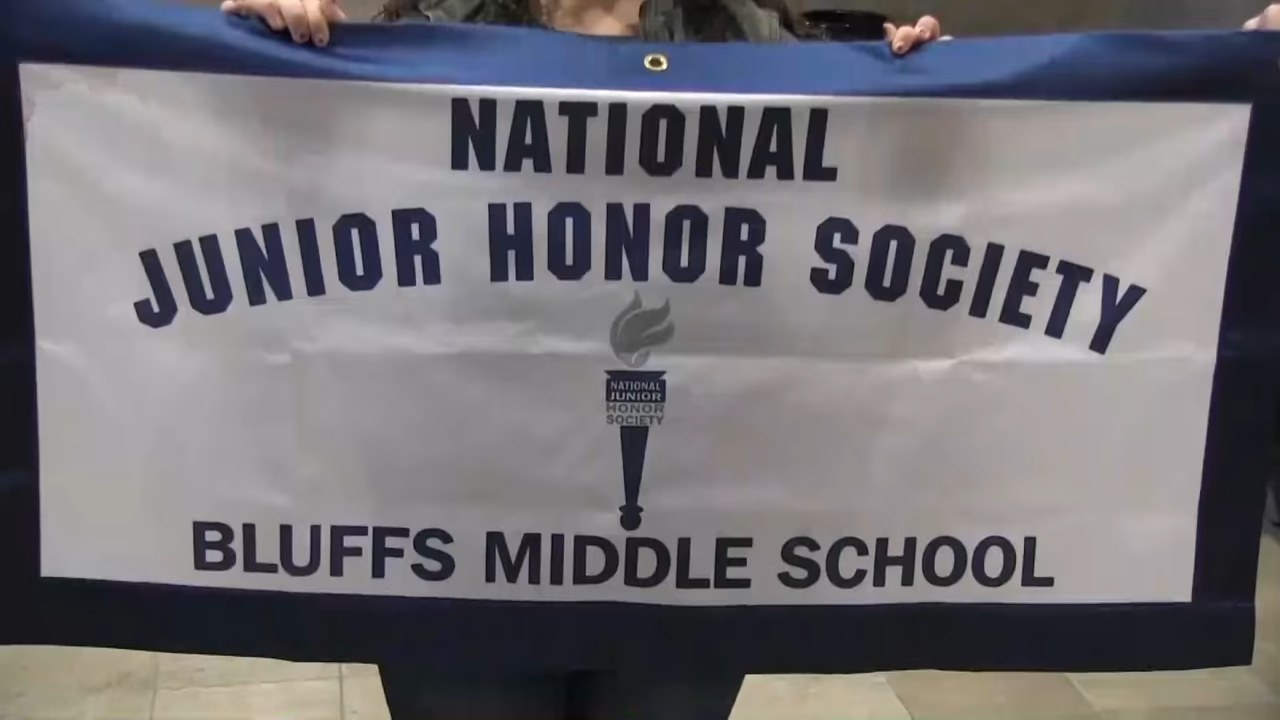 NATIONAL
JUNIOR HONOR SOCIETY
NATIONAL
JUNIOR
HONOR
SOCIETY
BLUFFS MIDDLE SCHOOL